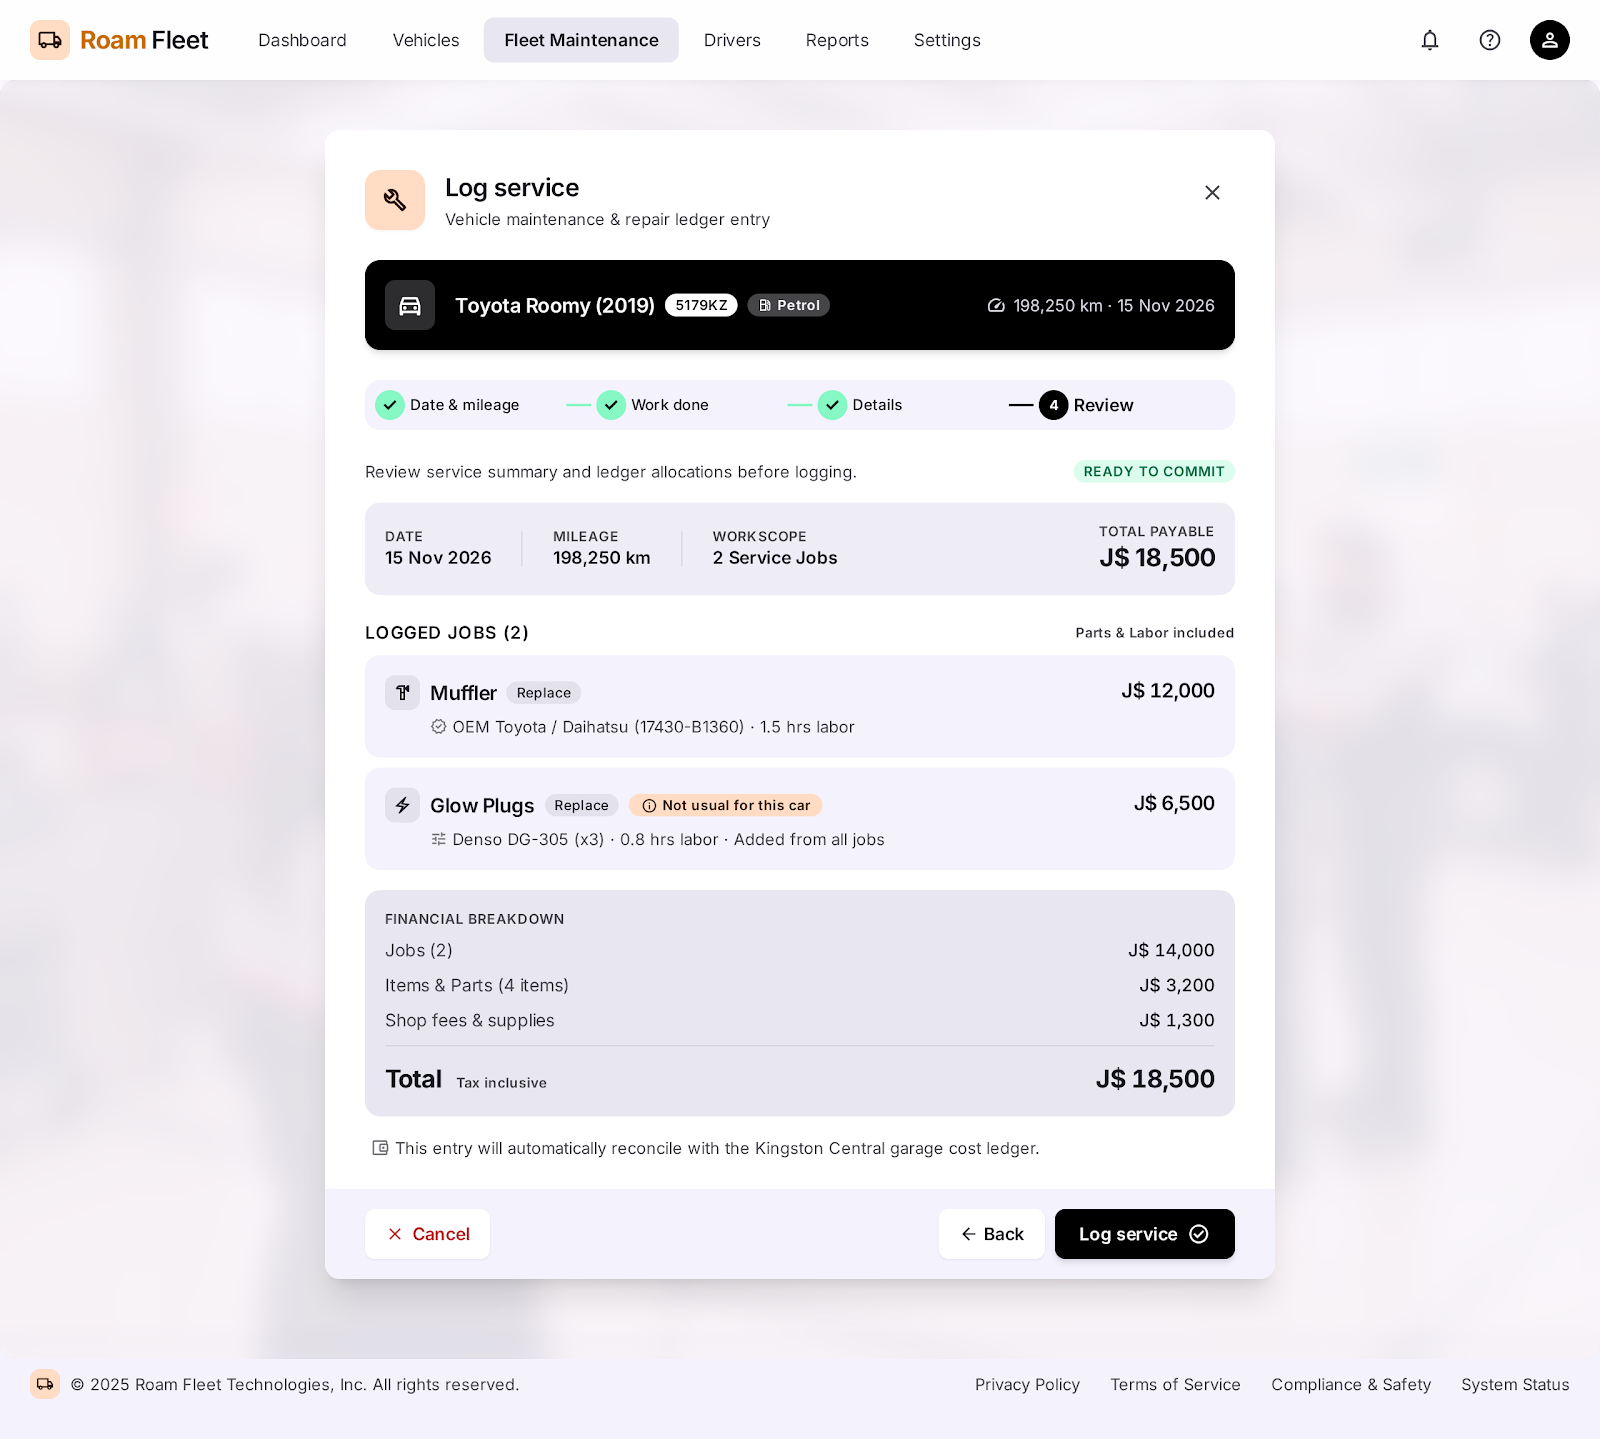 Roam Fleet
Dashboard
Vehicles
Fleet Maintenance
Drivers
Reports
Settings
Log service
Vehicle maintenance & repair ledger entry
Toyota Roomy (2019) 5179KZ Petrol
198,250 km · 15 Nov 2026
Date & mileage
Work done
Details
4 Review
Review service summary and ledger allocations before logging.
READY TO COMMIT
DATE
15 Nov 2026
MILEAGE
198,250 km
WORKSCOPE
2 Service Jobs
TOTAL PAYABLE
J$ 18,500
LOGGED JOBS (2)
Parts & Labor included
Muffler Replace
J$ 12,000
OEM Toyota / Daihatsu (17430-B1360) · 1.5 hrs labor
Glow Plugs Replace Not usual for this car
J$ 6,500
Denso DG-305 (x3) · 0.8 hrs labor · Added from all jobs
FINANCIAL BREAKDOWN
Jobs (2) J$ 14,000
Items & Parts (4 items) J$ 3,200
Shop fees & supplies J$ 1,300
Total Tax inclusive J$ 18,500
This entry will automatically reconcile with the Kingston Central garage cost ledger.
Cancel
Back
Log service
© 2025 Roam Fleet Technologies, Inc. All rights reserved.
Privacy Policy
Terms of Service
Compliance & Safety
System Status